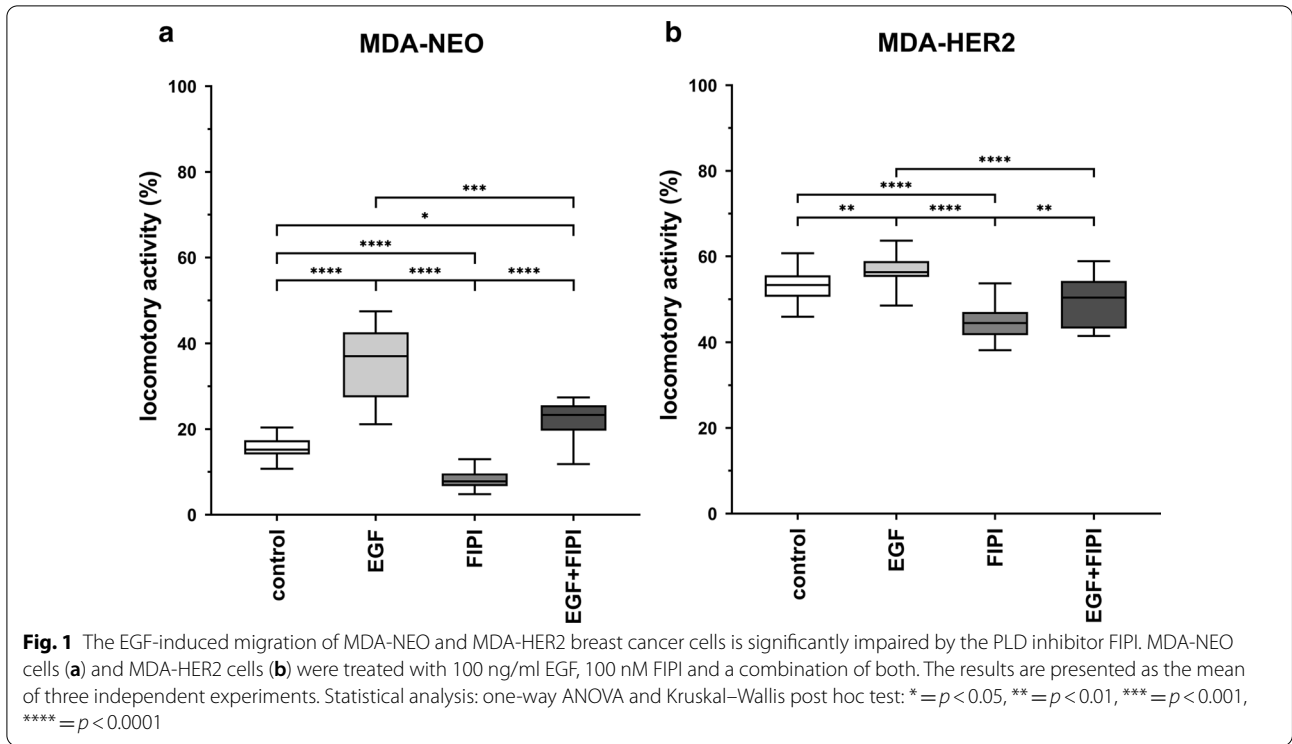 a
MDA-NEO
locomotory activity (%)
100
80
60
40
20
0
***
*
****
**** **** ****
control
EGF
FIPI
EGF+FIPI
b
MDA-HER2
locomotory activity (%)
100
80
60
40
20
0
****
****
** **** **
control
EGF
FIPI
EGF+FIPI
Fig. 1 The EGF-induced migration of MDA-NEO and MDA-HER2 breast cancer cells is significantly impaired by the PLD inhibitor FIPI. MDA-NEO
cells (a) and MDA-HER2 cells (b) were treated with 100 ng/ml EGF, 100 nM FIPI and a combination of both. The results are presented as the mean
of three independent experiments. Statistical analysis: one-way ANOVA and Kruskal–Wallis post hoc test: * = p < 0.05, ** = p < 0.01, *** = p < 0.001,
**** = p < 0.0001